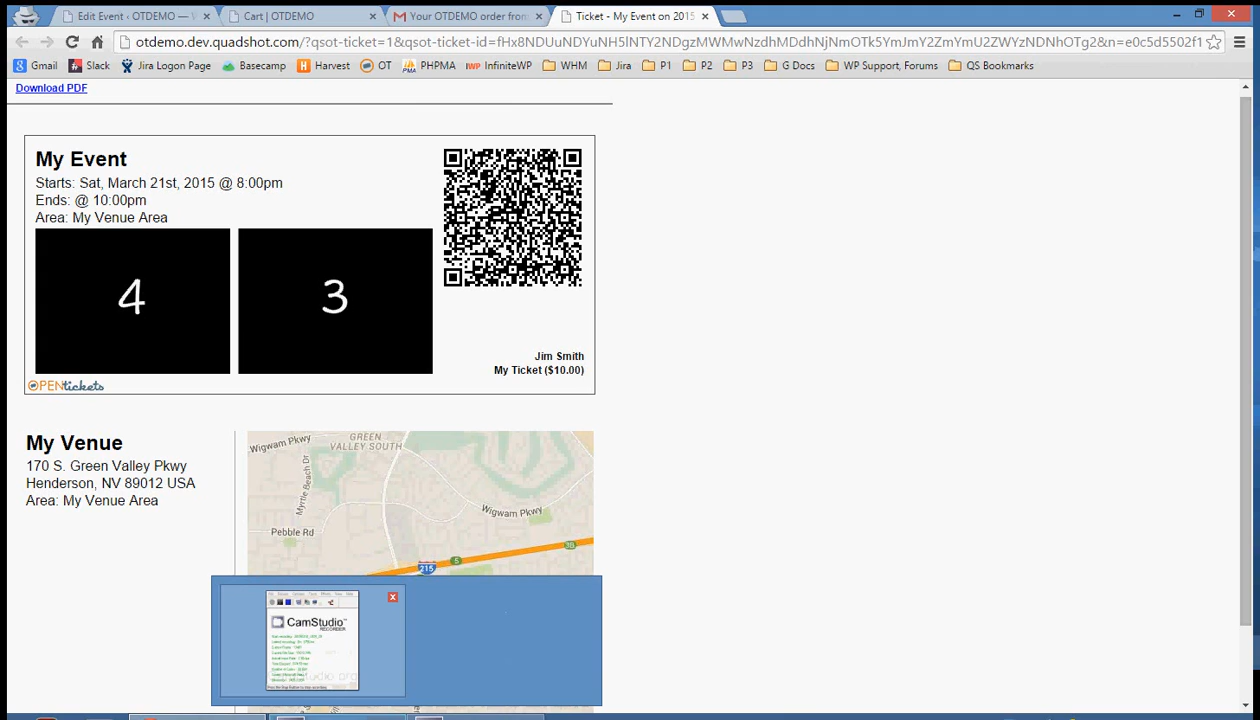 Edit Event ‹ OTDEMO — W
Cart | OTDEMO
Your OTDEMO order from
Ticket - My Event on 2015
otdemo.dev.quadshot.com/?qsot-ticket=1&qsot-ticket-id=fHx8NDUuNDYuNH5lNTY2NDgzMWMwNzdhMDdhNjNmOTk5YmJmY2ZmYmU2ZWYzNDNhOTg2&n=e0c5d5502f1
Gmail
Slack
Jira Logon Page
Basecamp
Harvest
OT
PHPMA
InfiniteWP
WHM
Jira
P1
P2
P3
G Docs
WP Support, Forums
QS Bookmarks
Download PDF
My Event
Starts: Sat, March 21st, 2015 @ 8:00pm
Ends: @ 10:00pm
Area: My Venue Area
4
3
Jim Smith
My Ticket ($10.00)
OPENtickets
My Venue
170 S. Green Valley Pkwy
Henderson, NV 89012 USA
Area: My Venue Area
Wigwam Pkwy
GREEN
VALLEY SOUTH
Myrtle Beach Dr
Wigwam Pkwy
Pebble Rd
215
5
CamStudio
RECORDER